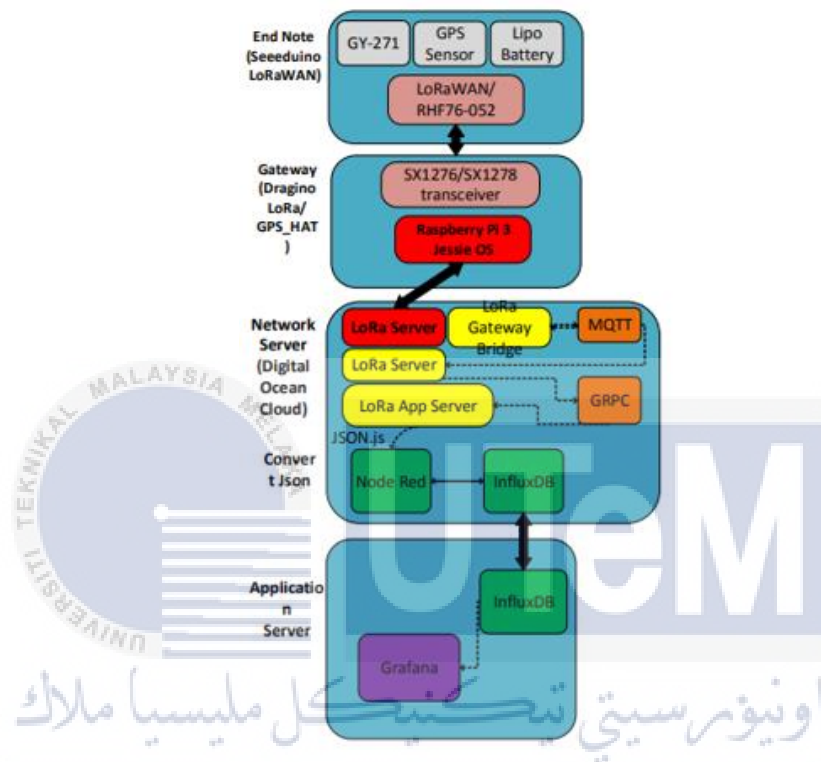 End Note
(Seeeduino
LoRaWAN)
GY-271
GPS
Sensor
Lipo
Battery
LoRaWAN/
RHF76-052
Gateway
(Dragino
LoRa/
GPS_HAT
)
SX1276/SX1278
transceiver
Raspberry Pi 3
Jessie OS
Network
Server
(Digital
Ocean
Cloud)
LoRa Server
LoRa
Gateway
Bridge
MQTT
LoRa Server
LoRa App Server
GRPC
JSON.js
Conver
t Json
Node Red
InfluxDB
Applicatio
n
Server
InfluxDB
Grafana
UNIVERSITI TEKNIKAL MALAYSIA MELAKA
UTeM
اونيۏرسيتي تيكنيكل مليسيا ملاك